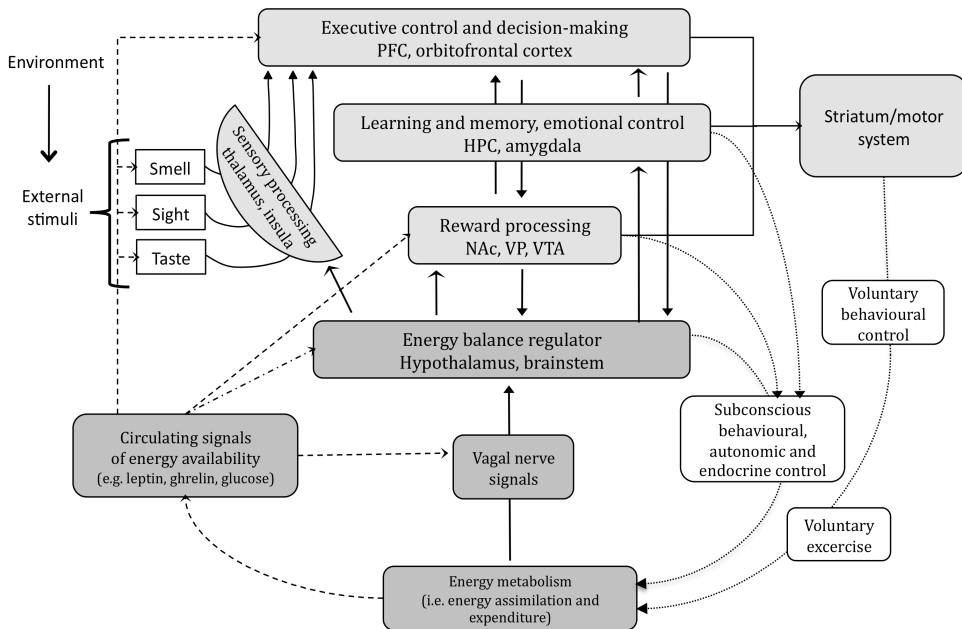 Executive control and decision-making
PFC, orbitofrontal cortex
Environment
Learning and memory, emotional control
HPC, amygdala
Striatum/motor
system
Sensory processing
thalamus, insula
Smell
External
stimuli
Sight
Taste
Reward processing
NAc, VP, VTA
Voluntary
behavioural
control
Energy balance regulator
Hypothalamus, brainstem
Circulating signals
of energy availability
(e.g. leptin, ghrelin, glucose)
Vagal nerve
signals
Subconscious
behavioural,
autonomic and
endocrine control
Voluntary
excercise
Energy metabolism
(i.e. energy assimilation and
expenditure)